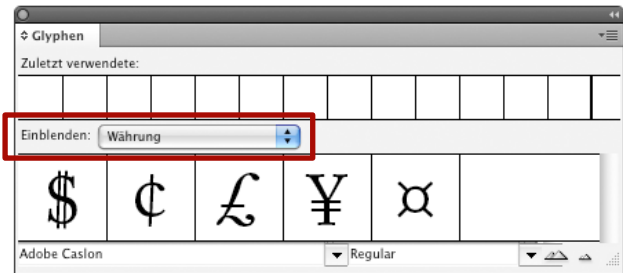 Glyphen
Zuletzt verwendete:
Einblenden: Währung
$ ¢ £ ¥ ¤
Adobe Caslon Regular